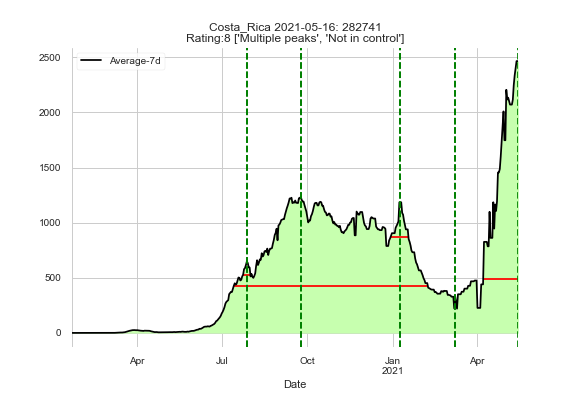 Costa_Rica 2021-05-16: 282741
Rating:8 ['Multiple peaks', 'Not in control']
Average-7d
2500
2000
1500
1000
500
0
Apr
Jul
Oct
Jan
2021
Apr
Date